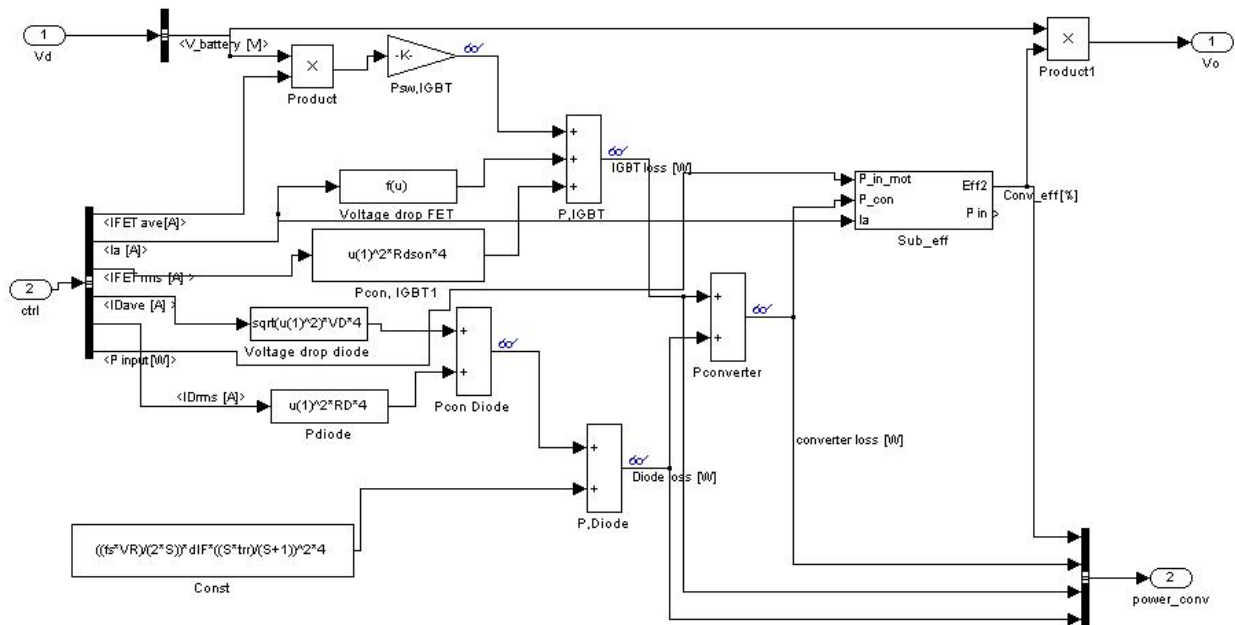 1
Vd
<V_battery [V]>
×
Product
-K-
Psw,IGBT
×
Product1
1
Vo
+
+
+
P,IGBT
IGBT loss [W]
f(u)
Voltage drop FET
P_in_mot
P_con
Ia
Eff2
P in
Sub_eff
Conv_eff[%]
<IFET ave[A]>
<Ia [A]>
<IFET rms [A] >
<IDave [A] >
<P input[W]>
2
ctrl
u(1)^2*Rdson*4
Pcon, IGBT1
sqrt(u(1)^2)*VD*4
Voltage drop diode
<IDrms [A]>
u(1)^2*RD*4
Pdiode
+
+
Pcon Diode
+
+
Pconverter
converter loss [W]
+
+
P,Diode
Diode loss [W]
((fs*VR)/(2*S))*dIF*((S*trr)/(S+1))^2*4
Const
2
power_conv